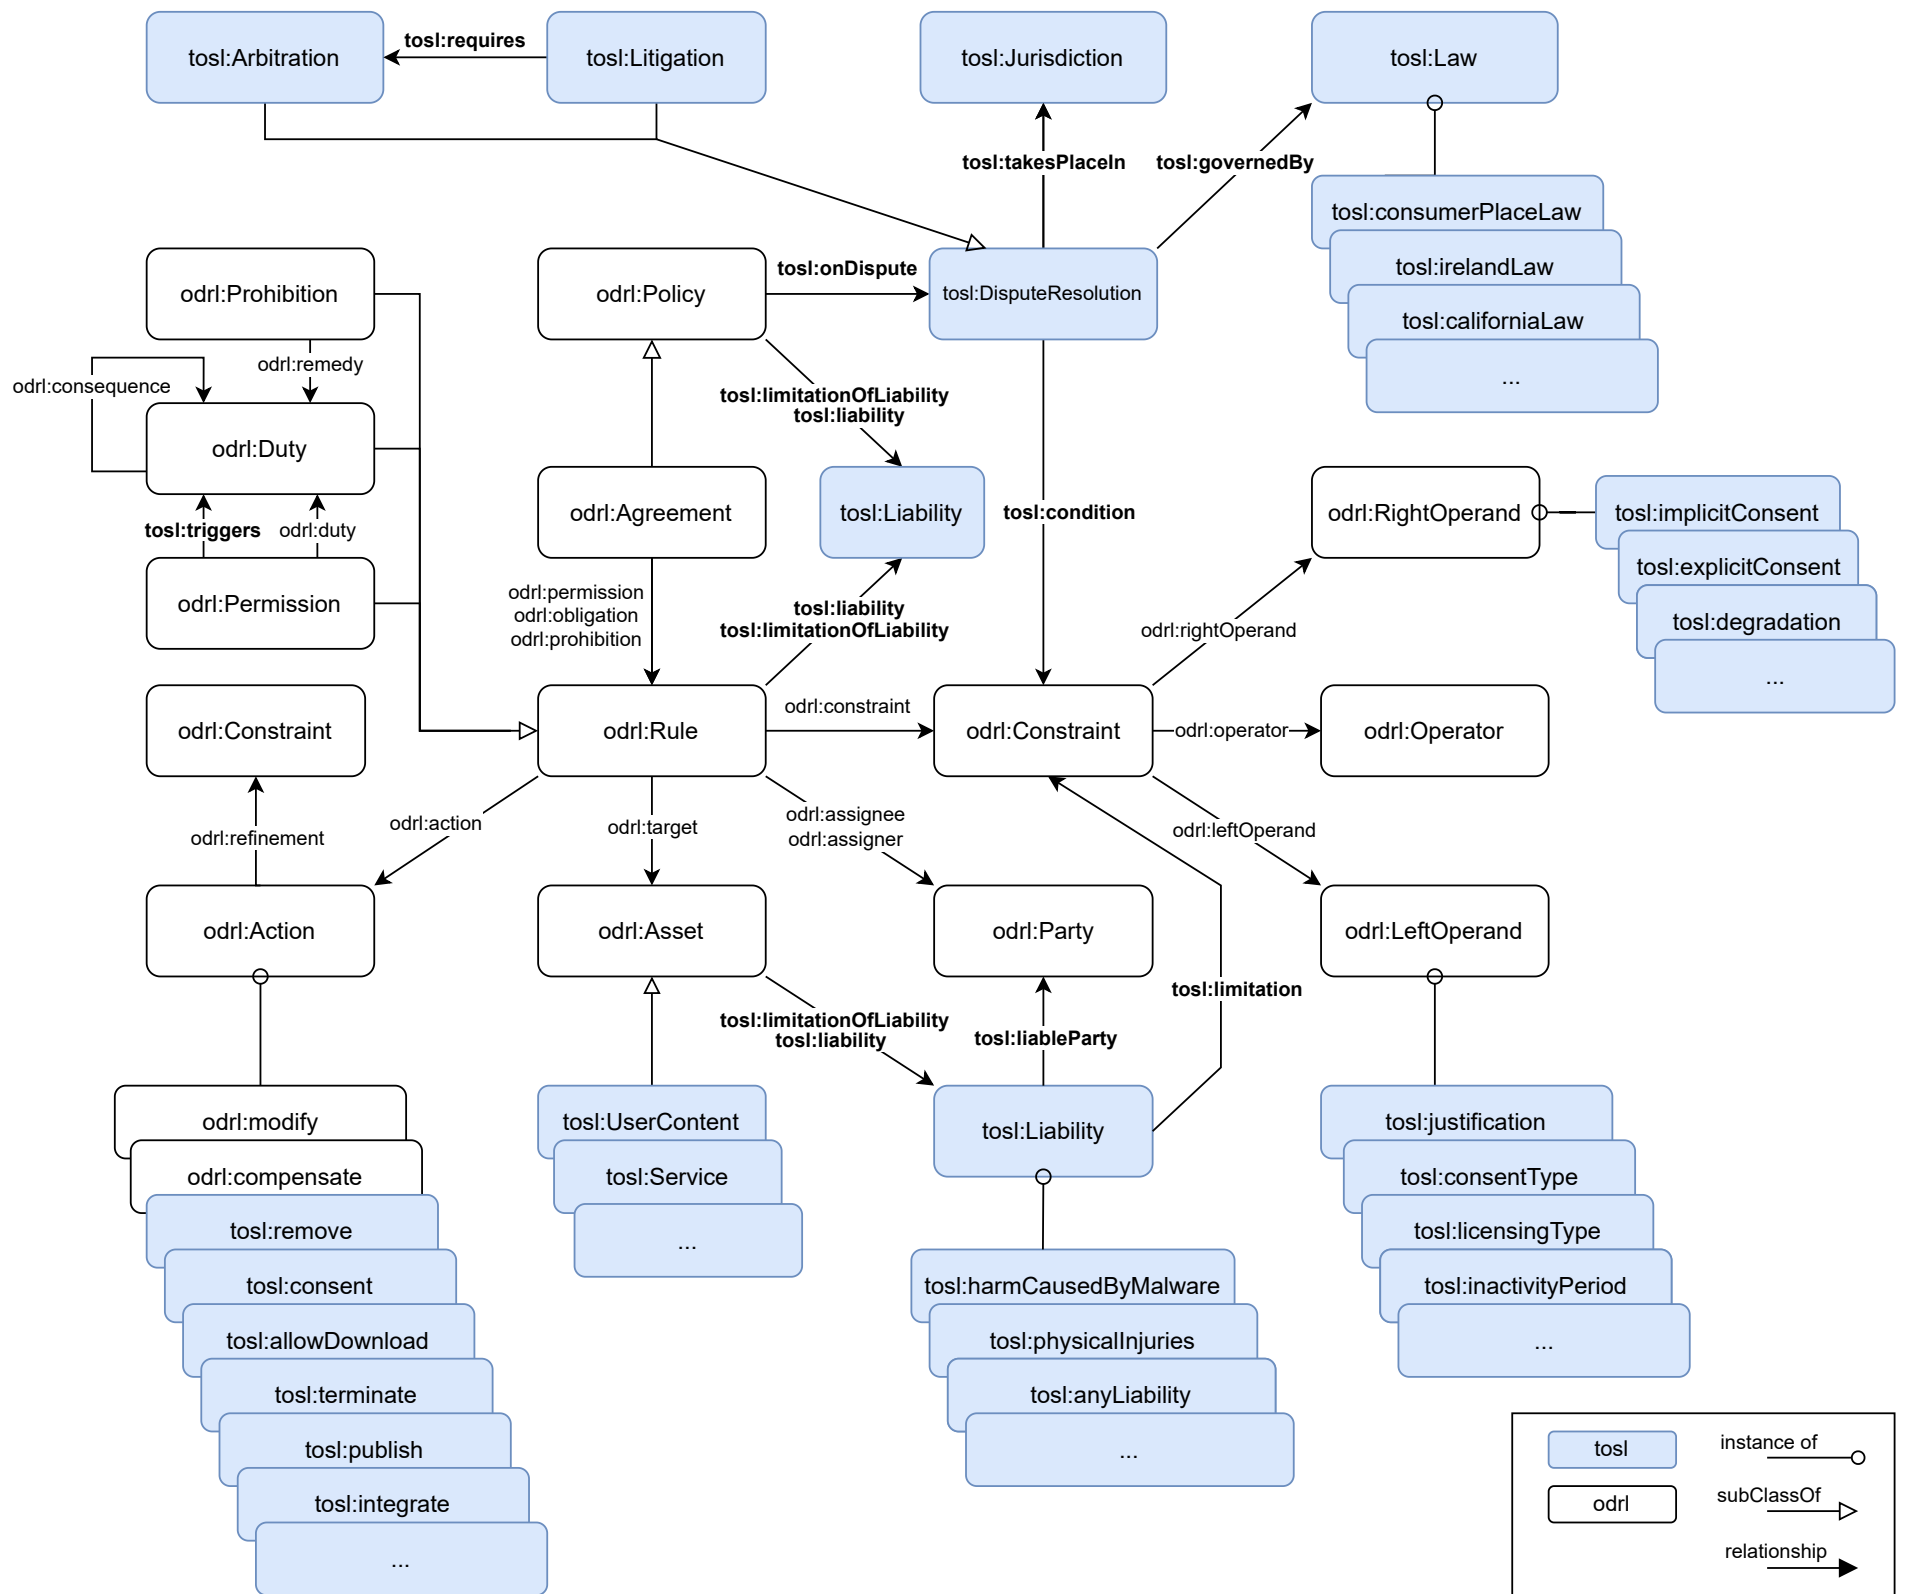 tosl:Arbitration
tosl:requires
tosl:Litigation
tosl:Jurisdiction
tosl:Law
tosl:takesPlaceIn
tosl:governedBy
tosl:consumerPlaceLaw
tosl:irelandLaw
tosl:californiaLaw
...
odrl:Prohibition
odrl:Policy
tosl:onDispute
tosl:DisputeResolution
odrl:remedy
odrl:consequence
odrl:Duty
tosl:limitationOfLiability
tosl:liability
tosl:triggers
odrl:duty
odrl:Agreement
tosl:Liability
tosl:condition
odrl:RightOperand
tosl:implicitConsent
tosl:explicitConsent
tosl:degradation
...
odrl:Permission
odrl:permission
odrl:obligation
odrl:prohibition
tosl:liability
tosl:limitationOfLiability
odrl:rightOperand
odrl:Constraint
odrl:Rule
odrl:constraint
odrl:Constraint
odrl:operator
odrl:Operator
odrl:refinement
odrl:action
odrl:target
odrl:assignee
odrl:assigner
odrl:leftOperand
odrl:Action
odrl:Asset
odrl:Party
odrl:LeftOperand
tosl:limitation
tosl:limitationOfLiability
tosl:liability
tosl:liableParty
odrl:modify
odrl:compensate
tosl:remove
tosl:consent
tosl:allowDownload
tosl:terminate
tosl:publish
tosl:integrate
...
tosl:UserContent
tosl:Service
...
tosl:Liability
tosl:harmCausedByMalware
tosl:physicalInjuries
tosl:anyLiability
...
tosl:justification
tosl:consentType
tosl:licensingType
tosl:inactivityPeriod
...
tosl
instance of
odrl
subClassOf
relationship